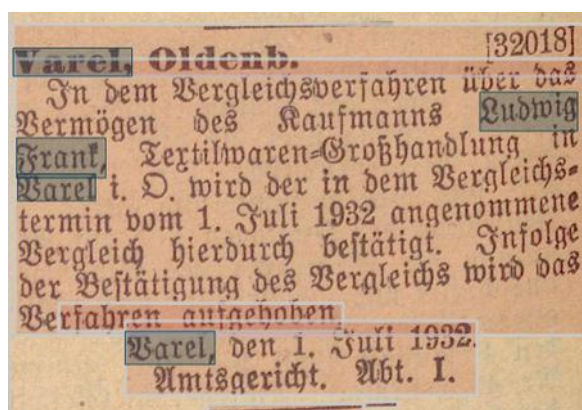 Varel, Oldenb. [32018]
In dem Vergleichsverfahren über das
Vermögen des Kaufmanns Ludwig
Frank, Textilwaren-Großhandlung in
Varel i. O. wird der in dem Vergleichs-
termin vom 1. Juli 1932 angenommene
Vergleich hierdurch bestätigt. Infolge
der Bestätigung des Vergleichs wird das
Verfahren aufgehoben.
Varel, den 1. Juli 1932.
Amtsgericht. Abt. I.